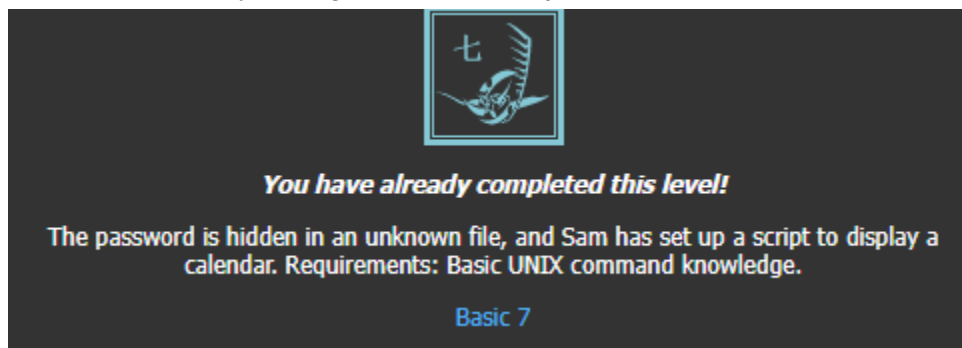 七
You have already completed this level!
The password is hidden in an unknown file, and Sam has set up a script to display a
calendar. Requirements: Basic UNIX command knowledge.
Basic 7